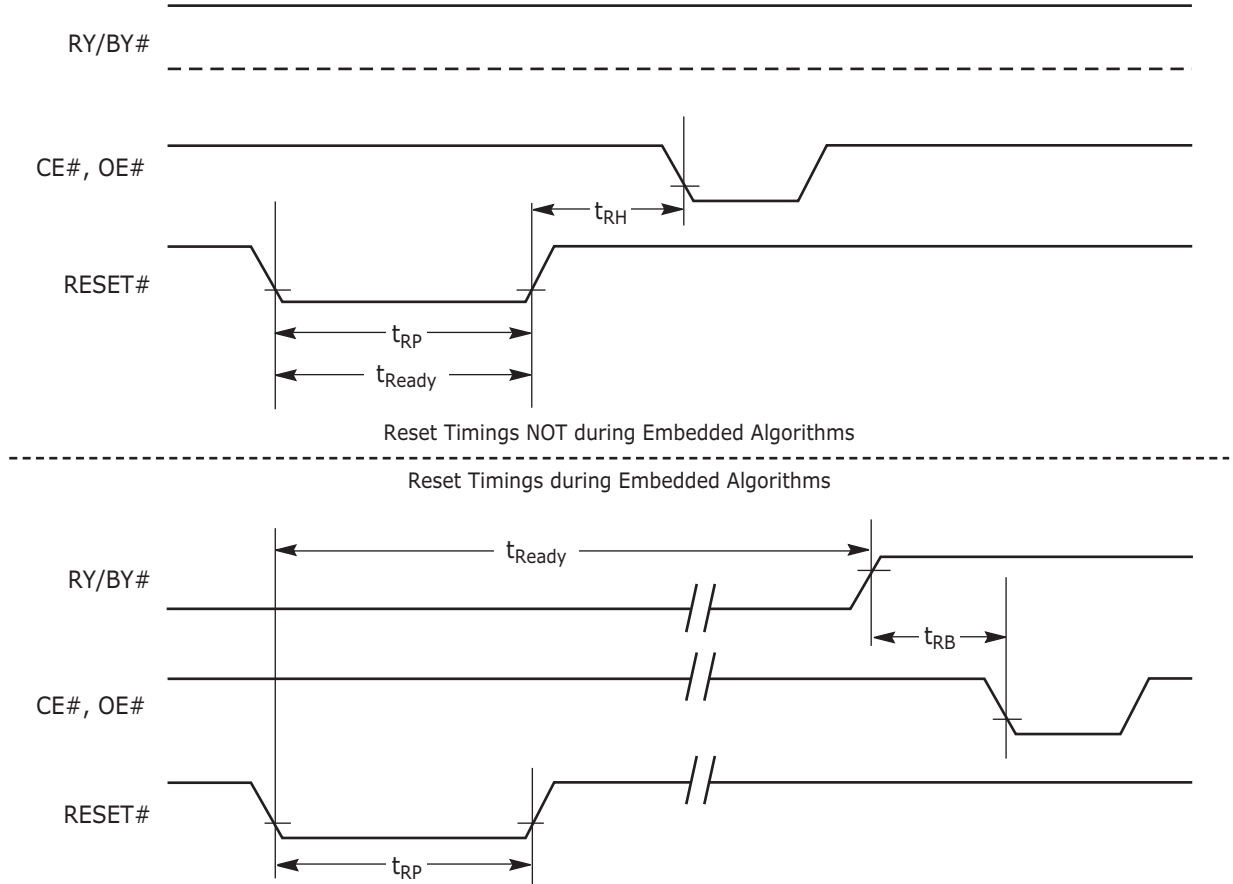 RY/BY#
CE#, OE#
tRH
RESET#
tRP
tReady
Reset Timings NOT during Embedded Algorithms
Reset Timings during Embedded Algorithms
tReady
RY/BY#
tRB
CE#, OE#
RESET#
tRP